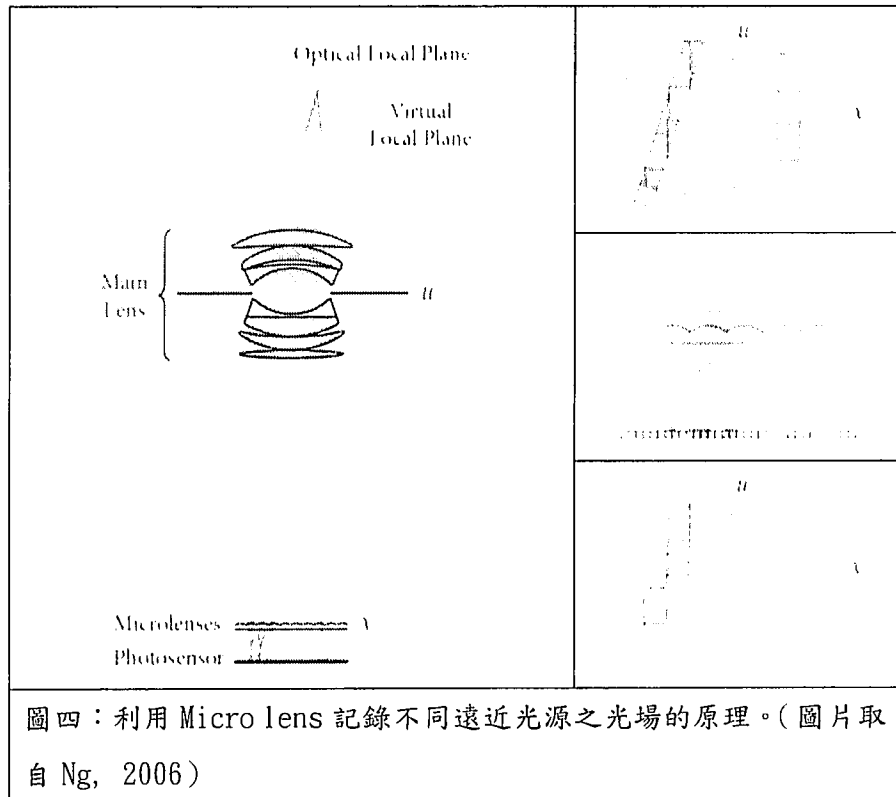 Optical Focal Plane
Virtual
Focal Plane
Main
Lens
u
Microlenses
x
Photosensor
u
x
u
x
圖四：利用 Micro lens 記錄不同遠近光源之光場的原理。(圖片取
自 Ng, 2006)